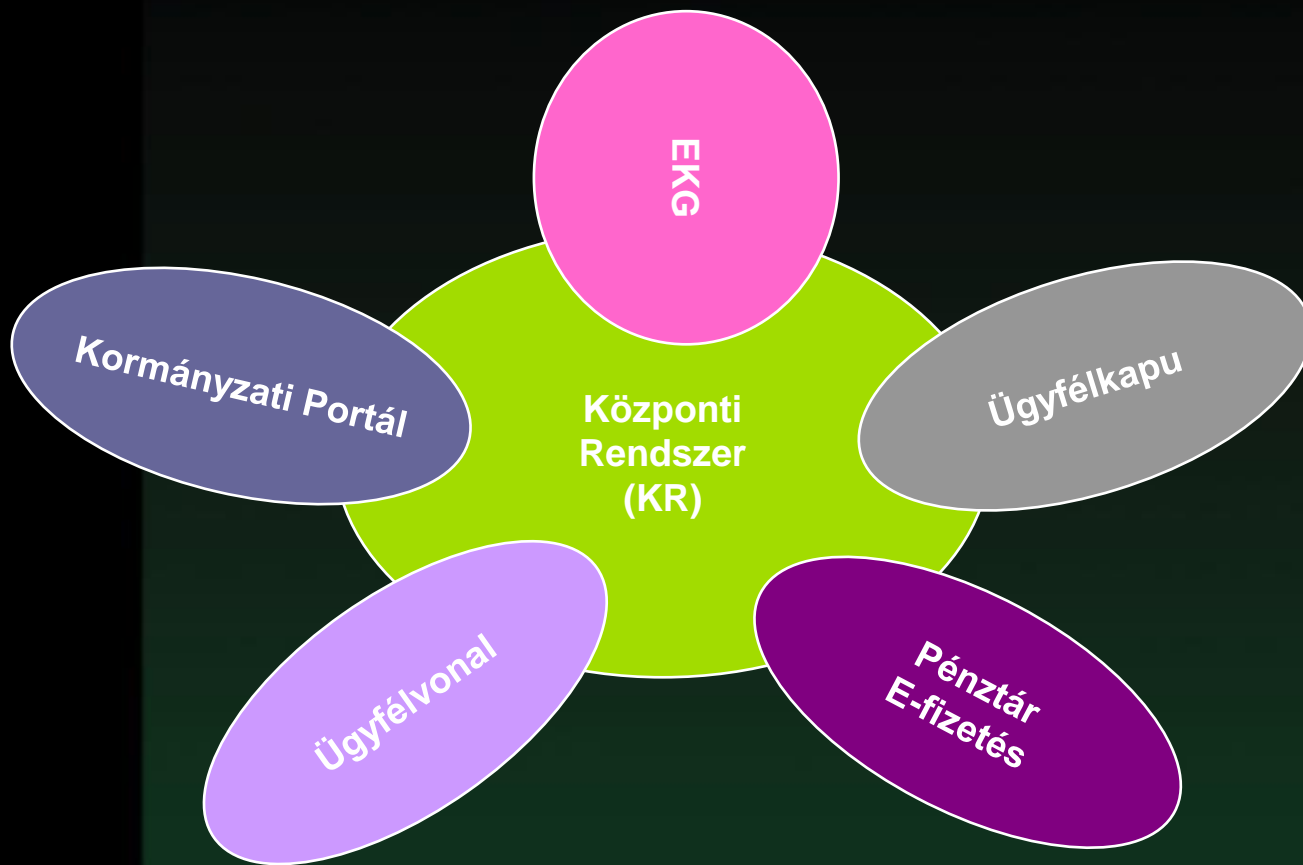 EKG
Kormányzati Portál
Ügyfélkapu
Központi
Rendszer
(KR)
Ügyfélvonal
Pénztár
E-fizetés